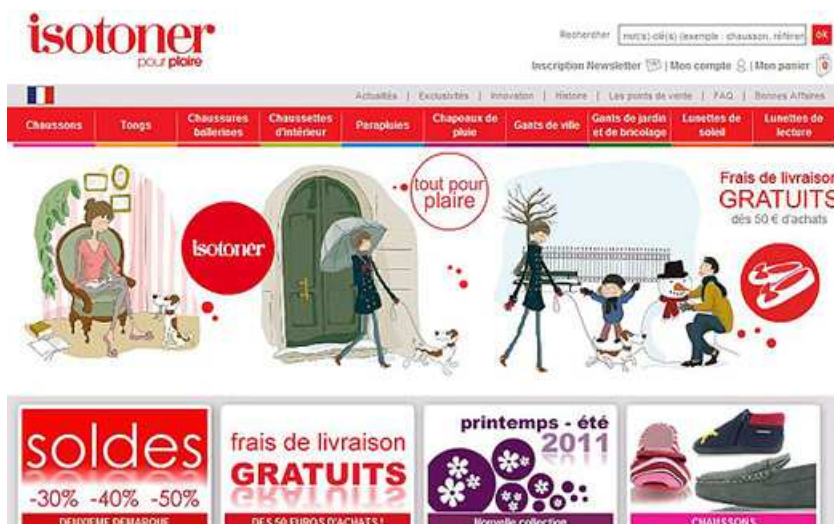 isotoner
pour plaire
Rechercher mot(s)-clé(s) (exemple : chausson, référen ok
Inscription Newsletter | Mon compte | Mon panier 0
Actualités | Exclusivités | Innovation | Histoire | Les points de vente | FAQ | Bonnes Affaires
Chaussons
Tongs
Chaussures
ballerines
Chaussettes
d'intérieur
Parapluies
Chapeaux de
pluie
Gants de ville
Gants de jardin
et de bricolage
Lunettes de
soleil
Lunettes de
lecture
Isotoner
tout pour
plaire
Frais de livraison
GRATUITS
dès 50 € d'achats
soldes
-30% -40% -50%
DEUXIEME DEMARQUE
frais de livraison
GRATUITS
DES 50 EUROS D'ACHATS !
printemps - été
2011
Nouvelle collection
CHAUSSONS